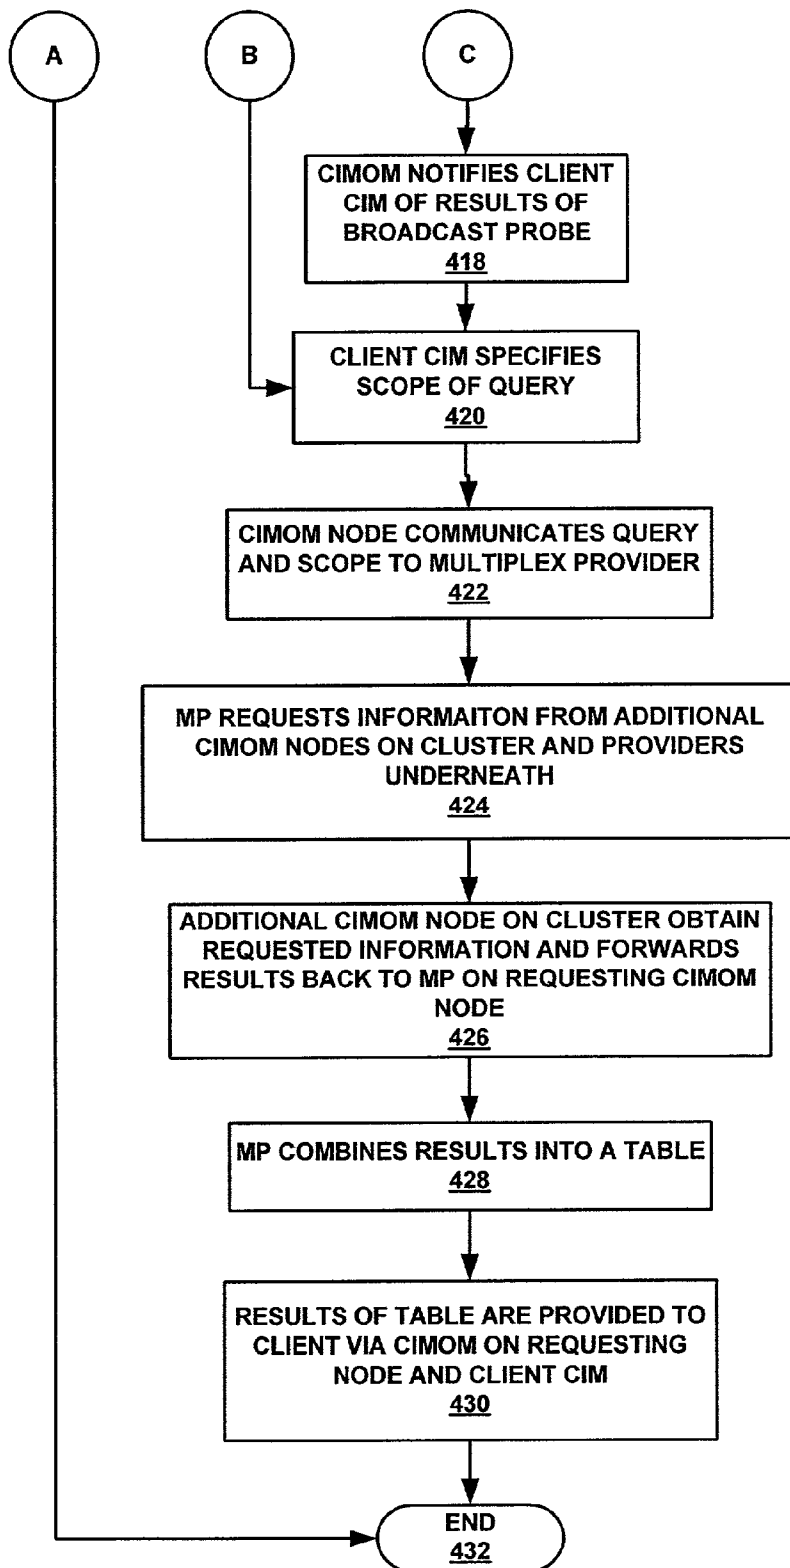 A
B
C
CIMOM NOTIFIES CLIENT
CIM OF RESULTS OF
BROADCAST PROBE
418
CLIENT CIM SPECIFIES
SCOPE OF QUERY
420
CIMOM NODE COMMUNICATES QUERY
AND SCOPE TO MULTIPLEX PROVIDER
422
MP REQUESTS INFORMAITON FROM ADDITIONAL
CIMOM NODES ON CLUSTER AND PROVIDERS
UNDERNEATH
424
ADDITIONAL CIMOM NODE ON CLUSTER OBTAIN
REQUESTED INFORMATION AND FORWARDS
RESULTS BACK TO MP ON REQUESTING CIMOM
NODE
426
MP COMBINES RESULTS INTO A TABLE
428
RESULTS OF TABLE ARE PROVIDED TO
CLIENT VIA CIMOM ON REQUESTING
NODE AND CLIENT CIM
430
END
432